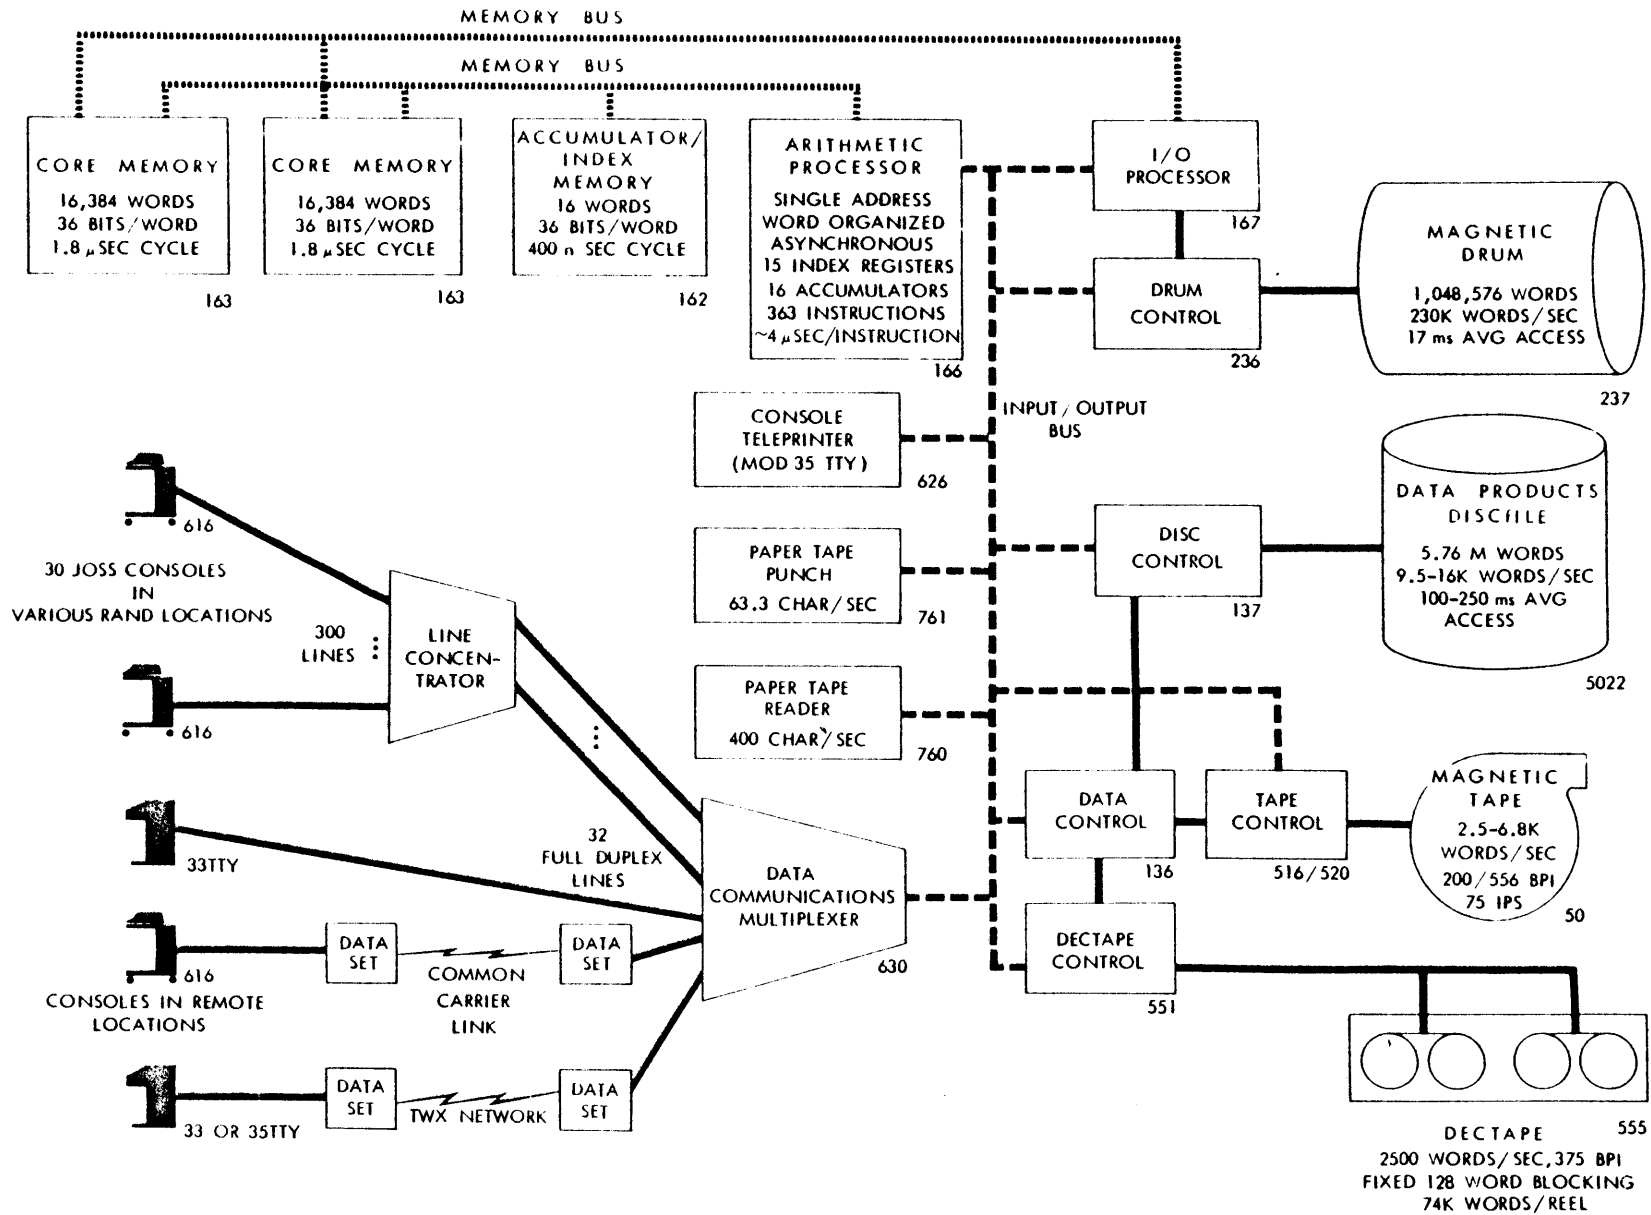 MEMORY BUS
MEMORY BUS
CORE MEMORY
16,384 WORDS
36 BITS/WORD
1.8 μSEC CYCLE
163
CORE MEMORY
16,384 WORDS
36 BITS/WORD
1.8 μSEC CYCLE
163
ACCUMULATOR/
INDEX
MEMORY
16 WORDS
36 BITS/WORD
400 n SEC CYCLE
162
ARITHMETIC
PROCESSOR
SINGLE ADDRESS
WORD ORGANIZED
ASYNCHRONOUS
15 INDEX REGISTERS
16 ACCUMULATORS
363 INSTRUCTIONS
~4 μSEC/INSTRUCTION
166
I/O
PROCESSOR
167
DRUM
CONTROL
236
MAGNETIC
DRUM
1,048,576 WORDS
230K WORDS/SEC
17 ms AVG ACCESS
237
INPUT/OUTPUT
BUS
CONSOLE
TELEPRINTER
(MOD 35 TTY)
626
PAPER TAPE
PUNCH
63.3 CHAR/SEC
761
PAPER TAPE
READER
400 CHAR/SEC
760
DISC
CONTROL
137
DATA PRODUCTS
DISCFILE
5.76 M WORDS
9.5-16K WORDS/SEC
100-250 ms AVG
ACCESS
5022
616
30 JOSS CONSOLES
IN
VARIOUS RAND LOCATIONS
300
LINES
616
LINE
CONCEN-
TRATOR
33TTY
32
FULL DUPLEX
LINES
DATA
COMMUNICATIONS
MULTIPLEXER
630
DATA
CONTROL
136
TAPE
CONTROL
516/520
MAGNETIC
TAPE
2.5-6.8K
WORDS/SEC
200/556 BPI
75 IPS
50
616
CONSOLES IN REMOTE
LOCATIONS
DATA
SET
COMMON
CARRIER
LINK
DATA
SET
DECTAPE
CONTROL
551
33 OR 35TTY
DATA
SET
TWX NETWORK
DATA
SET
555
DECTAPE
2500 WORDS/SEC, 375 BPI
FIXED 128 WORD BLOCKING
74K WORDS/REEL